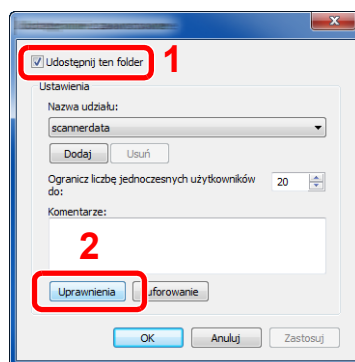 Udostępnij ten folder
1
Ustawienia
Nazwa udziału:
scannerdata
Dodaj Usuń
Ogranicz liczbę jednoczesnych użytkowników do:
20
Komentarze:
2
Uprawnienia uforowanie
OK Anuluj Zastosuj